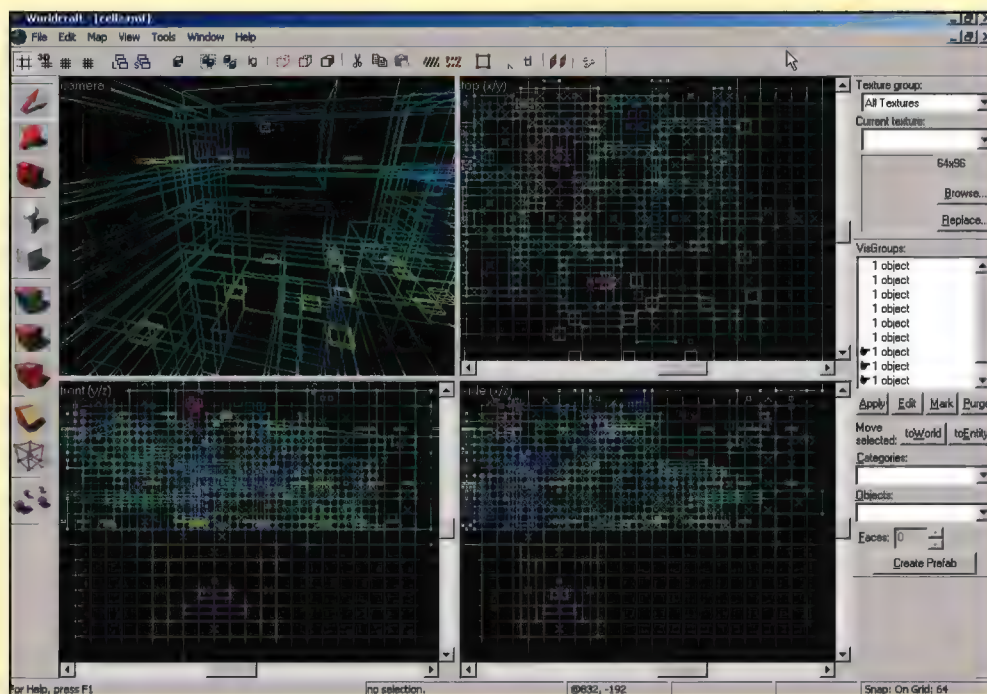 Worldcraft - [cells.rmf]
File Edit Map View Tools Window Help
camera
top (x/y)
front (y/z)
side (x/z)
Texture group:
All Textures
Current texture:
64x96
Browse...
Replace...
VisGroups:
1 object
1 object
1 object
1 object
1 object
1 object
1 object
1 object
1 object
Apply Edit Mark Purge
Move
selected: toWorld toEntity
Categories:
Objects:
Faces: 0
Create Prefab
For Help, press F1
no selection.
@832, -192
Snap: On Grid: 64